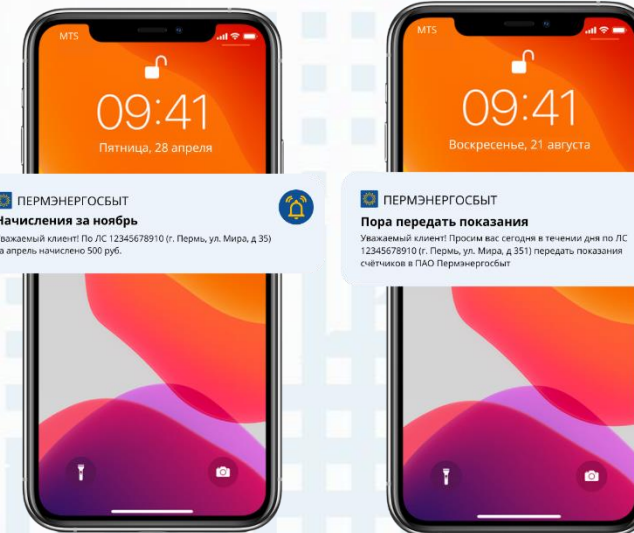 MTS
09:41
Пятница, 28 апреля
ПЕРМЭНЕРГОСБЫТ
Начисления за ноябрь
Уважаемый клиент! По ЛС 12345678910 (г. Пермь, ул. Мира, д 35)
за апрель начислено 500 руб.
MTS
09:41
Воскресенье, 21 августа
ПЕРМЭНЕРГОСБЫТ
Пора передать показания
Уважаемый клиент! Просим вас сегодня в течении дня по ЛС
12345678910 (г. Пермь, ул. Мира, д 351) передать показания
счётчиков в ПАО Пермэнергосбыт